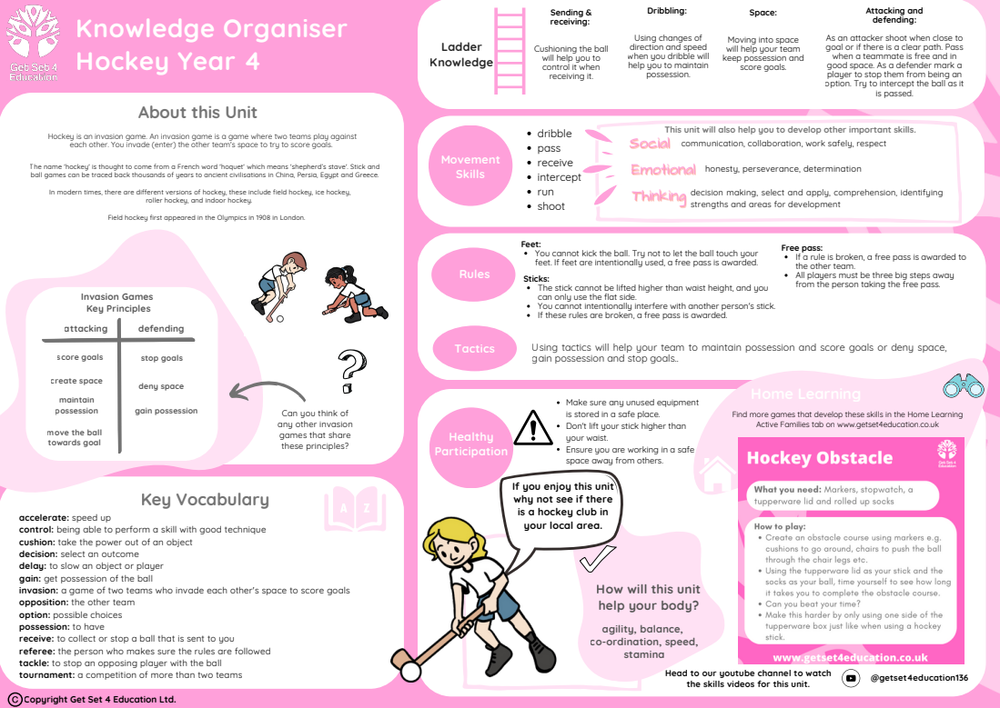 Get Set 4
Education
Knowledge Organiser
Hockey Year 4
About this Unit
Hockey is an invasion game. An invasion game is a game where two teams play against
each other. You invade (enter) the other team's space to try to score goals.
The name 'hockey' is thought to come from a French word 'hoquet' which means 'shepherd's stave'. Stick and
ball games can be traced back thousands of years to ancient civilisations in China, Persia, Egypt and Greece.
In modern times, there are different versions of hockey, these include field hockey, ice hockey,
roller hockey, and indoor hockey.
Field hockey first appeared in the Olympics in 1908 in London.
Invasion Games
Key Principles
attacking
defending
score goals
stop goals
create space
deny space
maintain
possession
gain possession
move the ball
towards goal
?
Can you think of
any other invasion
games that share
these principles?
Key Vocabulary
A Z
accelerate: speed up
control: being able to perform a skill with good technique
cushion: take the power out of an object
decision: select an outcome
delay: to slow an object or player
gain: get possession of the ball
invasion: a game of two teams who invade each other's space to score goals
opposition: the other team
option: possible choices
possession: to have
receive: to collect or stop a ball that is sent to you
referee: the person who makes sure the rules are followed
tackle: to stop an opposing player with the ball
tournament: a competition of more than two teams
© Copyright Get Set 4 Education Ltd.
Ladder
Knowledge
Sending &
receiving:
Cushioning the ball
will help you to
control it when
receiving it.
Dribbling:
Using changes of
direction and speed
when you dribble will
help you to maintain
possession.
Space:
Moving into space
will help your team
keep possession and
score goals.
Attacking and
defending:
As an attacker shoot when close to
goal or if there is a clear path. Pass
when a teammate is free and in
good space. As a defender mark a
player to stop them from being an
option. Try to intercept the ball as it
is passed.
Movement
Skills
• dribble
• pass
• receive
• intercept
• run
• shoot
This unit will also help you to develop other important skills.
Social communication, collaboration, work safely, respect
Emotional honesty, perseverance, determination
Thinking decision making, select and apply, comprehension, identifying
strengths and areas for development
Rules
Feet:
• You cannot kick the ball. Try not to let the ball touch your
feet. If feet are intentionally used, a free pass is awarded.
Sticks:
• The stick cannot be lifted higher than waist height, and you
can only use the flat side.
• You cannot intentionally interfere with another person's stick.
• If these rules are broken, a free pass is awarded.
Free pass:
• If a rule is broken, a free pass is awarded to
the other team.
• All players must be three big steps away
from the person taking the free pass.
Tactics
Using tactics will help your team to maintain possession and score goals or deny space,
gain possession and stop goals..
Healthy
Participation
!
• Make sure any unused equipment
is stored in a safe place.
• Don't lift your stick higher than
your waist.
• Ensure you are working in a safe
space away from others.
If you enjoy this unit
why not see if there
is a hockey club in
your local area.
How will this unit
help your body?
agility, balance,
co-ordination, speed,
stamina
Home Learning
Find more games that develop these skills in the Home Learning
Active Families tab on www.getset4education.co.uk
Hockey Obstacle
Get Set 4
Education
What you need: Markers, stopwatch, a
tupperware lid and rolled up socks
How to play:
• Create an obstacle course using markers e.g.
cushions to go around, chairs to push the ball
through the chair legs etc.
• Using the tupperware lid as your stick and the
socks as your ball, time yourself to see how long
it takes you to complete the obstacle course.
• Can you beat your time?
• Make this harder by only using one side of the
tupperware box just like when using a hockey
stick.
www.getset4education.co.uk
Head to our youtube channel to watch
the skills videos for this unit.
@getset4education136